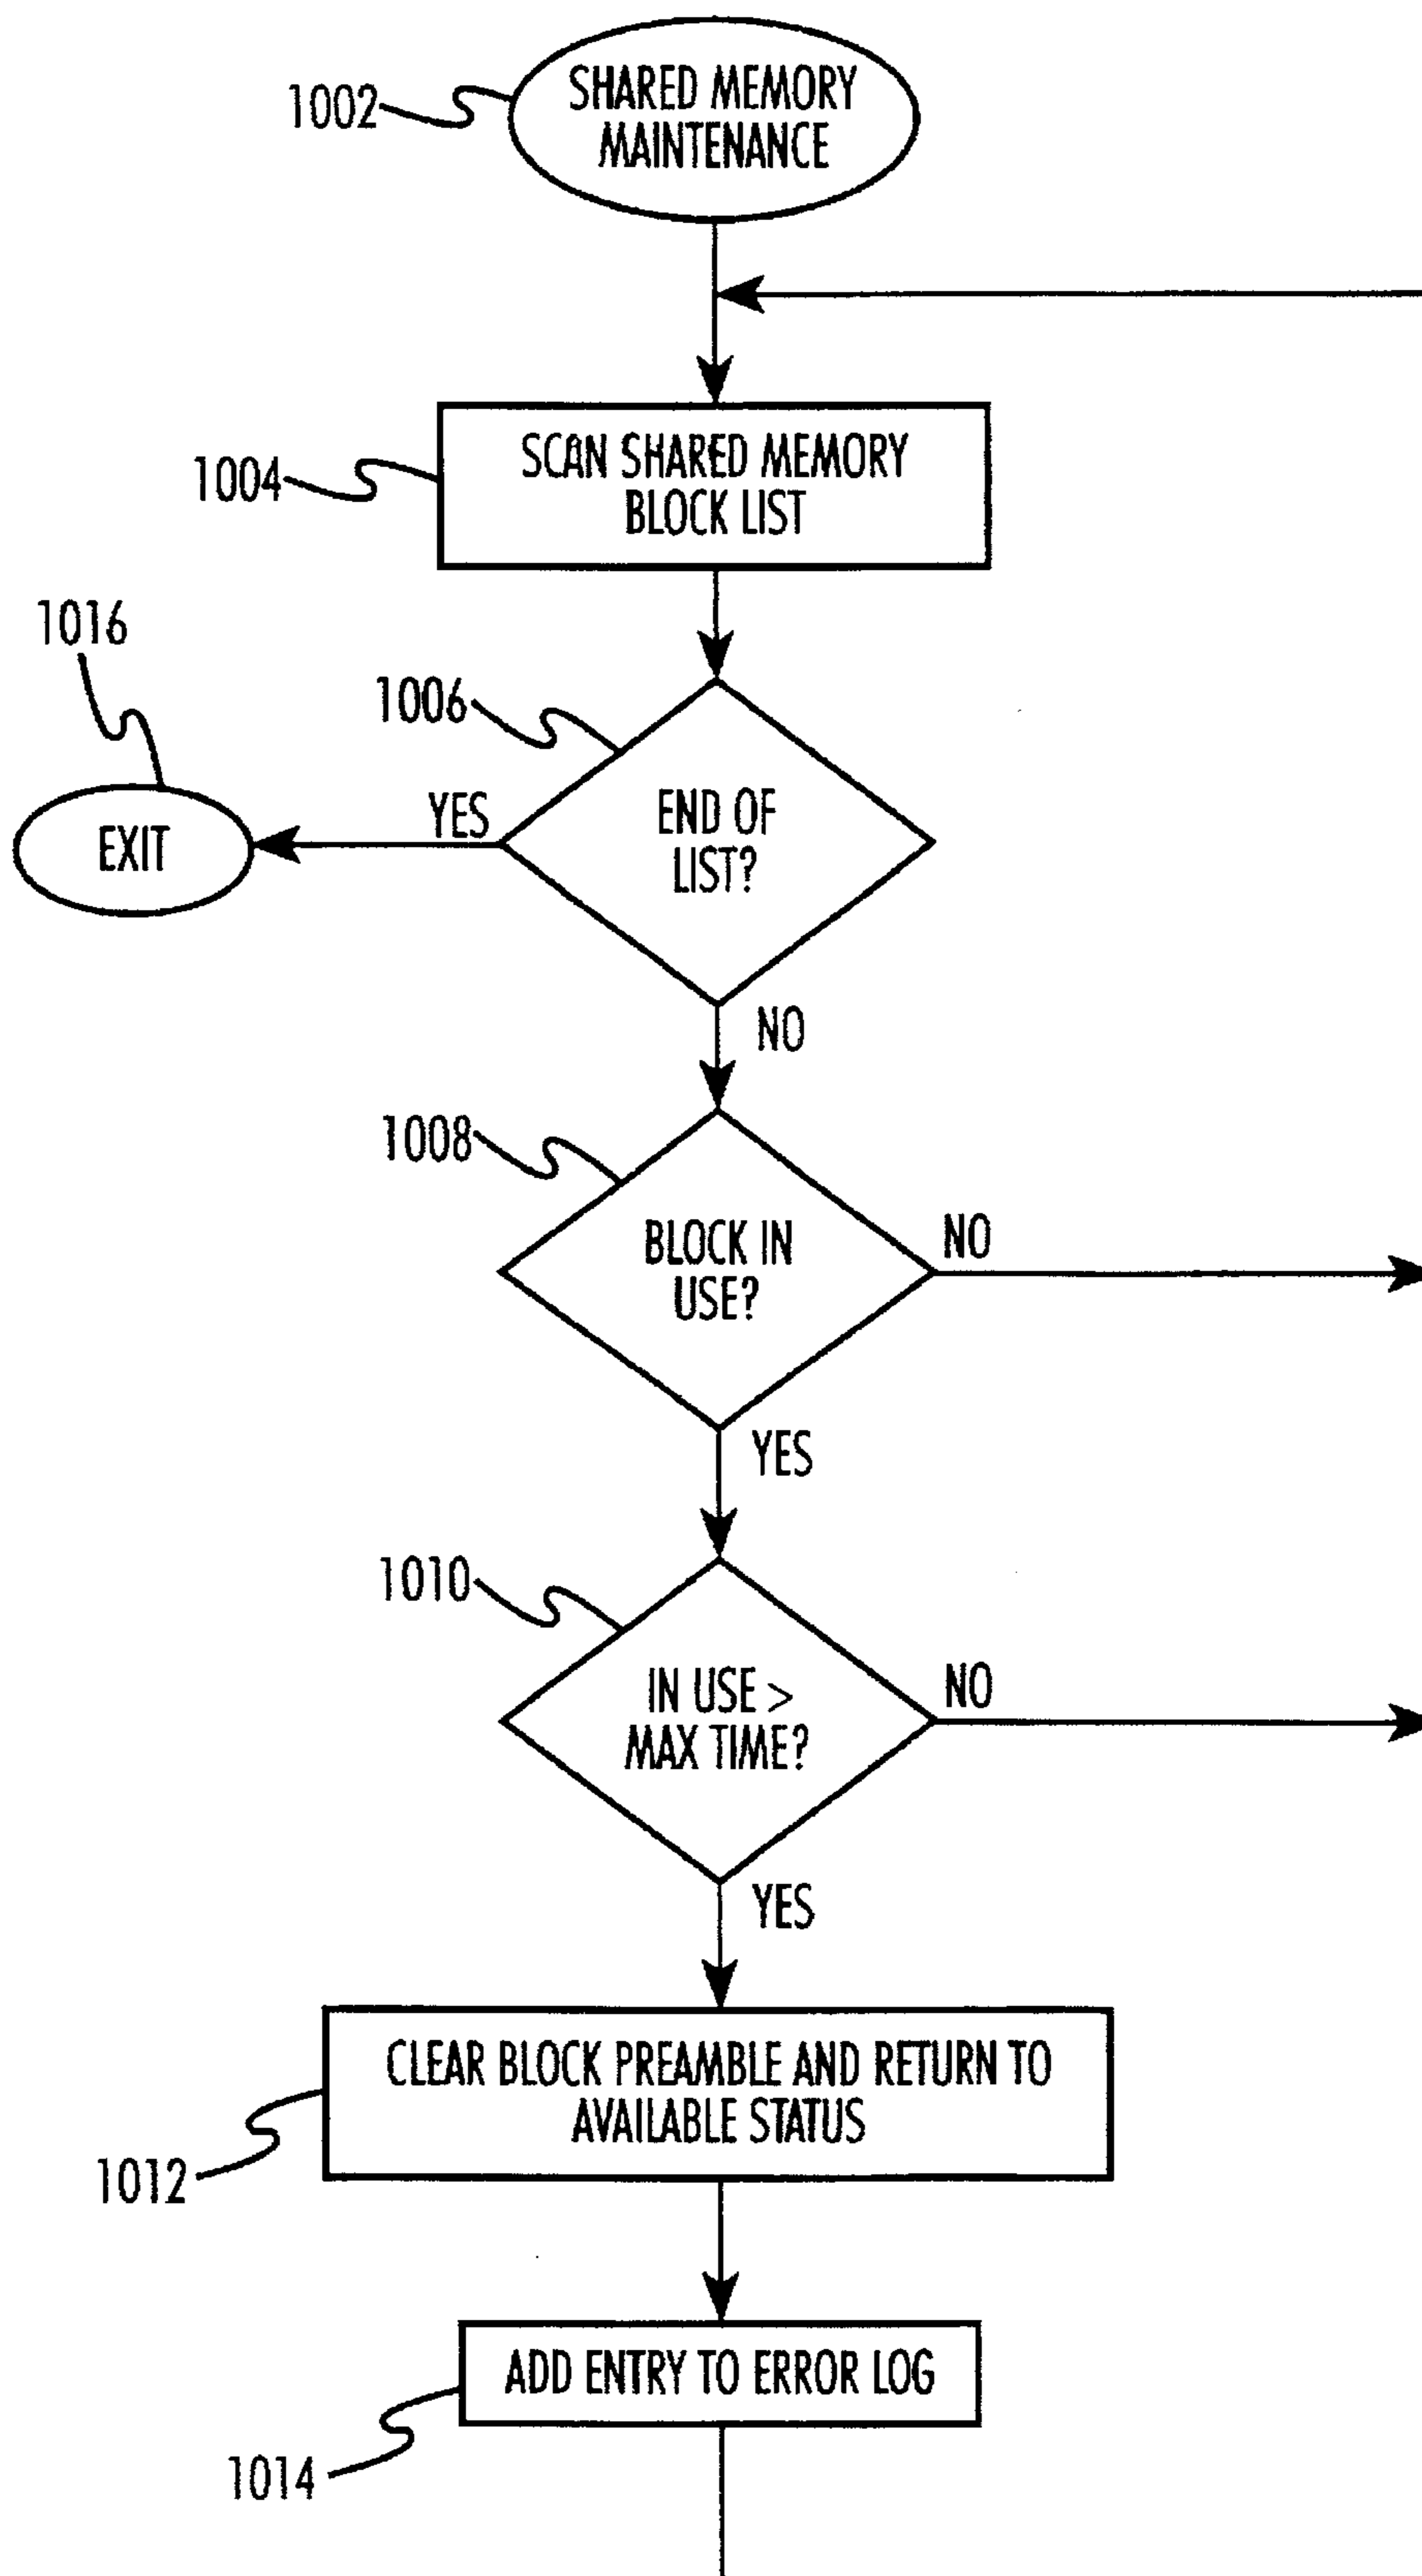 1002
SHARED MEMORY
MAINTENANCE
1004
SCAN SHARED MEMORY
BLOCK LIST
1016
1006
EXIT
YES
END OF
LIST?
NO
1008
BLOCK IN
USE?
NO
YES
1010
IN USE >
MAX TIME?
NO
YES
CLEAR BLOCK PREAMBLE AND RETURN TO
AVAILABLE STATUS
1012
ADD ENTRY TO ERROR LOG
1014